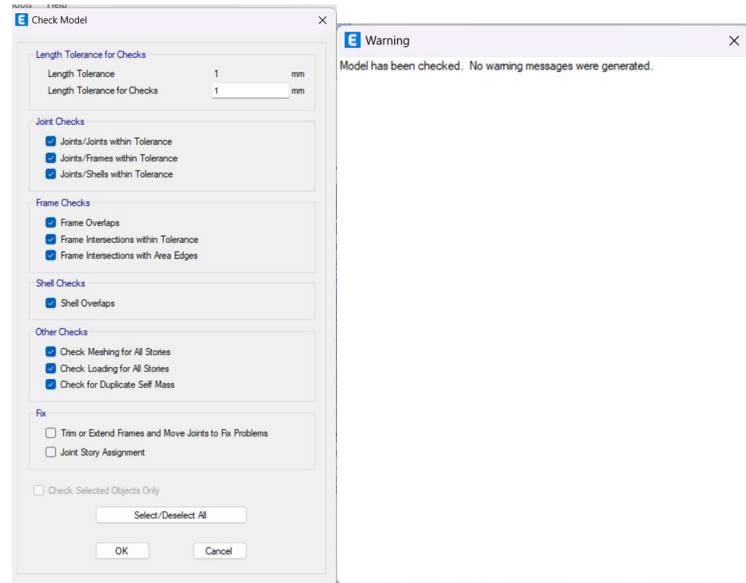 Tools Help
E Check Model
Length Tolerance for Checks
Length Tolerance 1 mm
Length Tolerance for Checks 1 mm
Joint Checks
Joints/Joints within Tolerance
Joints/Frames within Tolerance
Joints/Shells within Tolerance
Frame Checks
Frame Overlaps
Frame Intersections within Tolerance
Frame Intersections with Area Edges
Shell Checks
Shell Overlaps
Other Checks
Check Meshing for All Stories
Check Loading for All Stories
Check for Duplicate Self Mass
Fix
Trim or Extend Frames and Move Joints to Fix Problems
Joint Story Assignment
Check Selected Objects Only
Select/Deselect All
OK Cancel
E Warning
Model has been checked. No warning messages were generated.